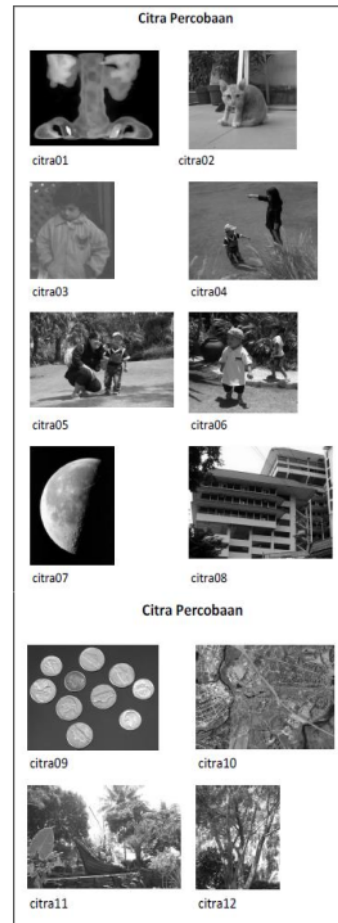 Citra Percobaan
citra01
citra02
citra03
citra04
citra05
citra06
citra07
citra08
Citra Percobaan
citra09
citra10
citra11
citra12